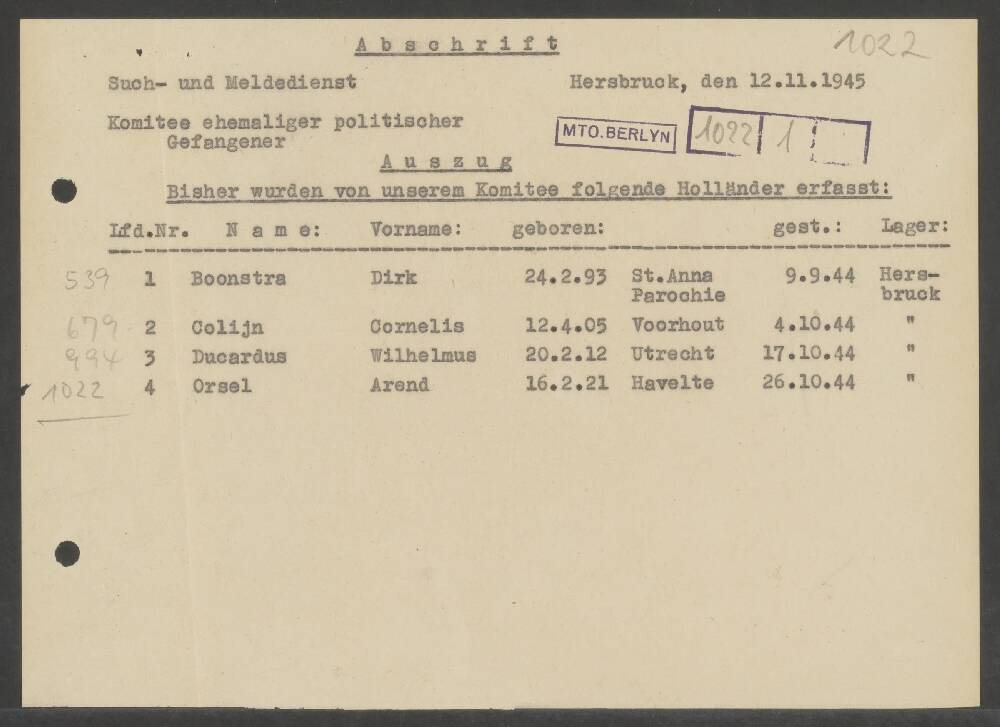 Abschrift
1022
Such- und Meldedienst Hersbruck, den 12.11.1945
Komitee ehemaliger politischer
Gefangener
MTO.BERLYN 1022 1
Auszug
Bisher wurden von unserem Komitee folgende Holländer erfasst:
Lfd.Nr. Name: Vorname: geboren: gest.: Lager:
539 1 Boonstra Dirk 24.2.93 St.Anna 9.9.44 Hers-
Parochie bruck
679 2 Colijn Cornelis 12.4.05 Voorhout 4.10.44 "
994 3 Ducardus Wilhelmus 20.2.12 Utrecht 17.10.44 "
1022 4 Orsel Arend 16.2.21 Havelte 26.10.44 "